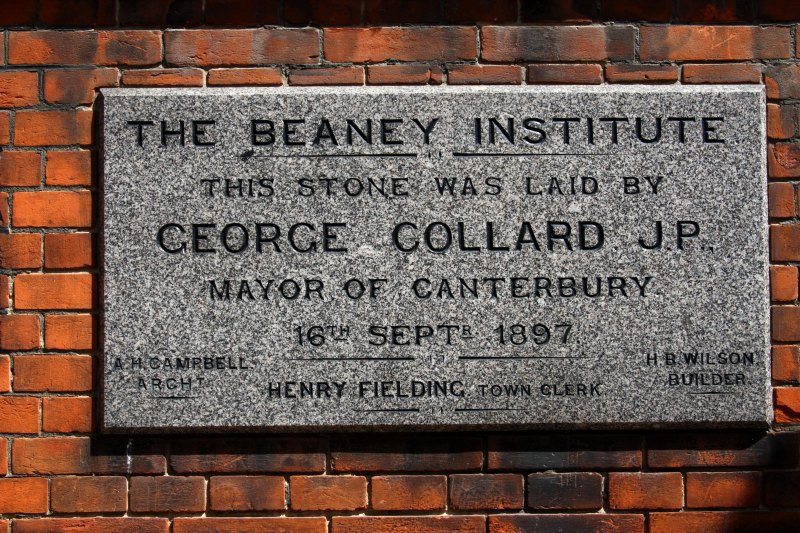 THE BEANEY INSTITUTE
THIS STONE WAS LAID BY
GEORGE COLLARD J.P.,
MAYOR OF CANTERBURY
16TH SEPTR 1897
A.H. CAMPBELL.
ARCHT.
HENRY FIELDING TOWN CLERK
H B WILSON
BUILDER.